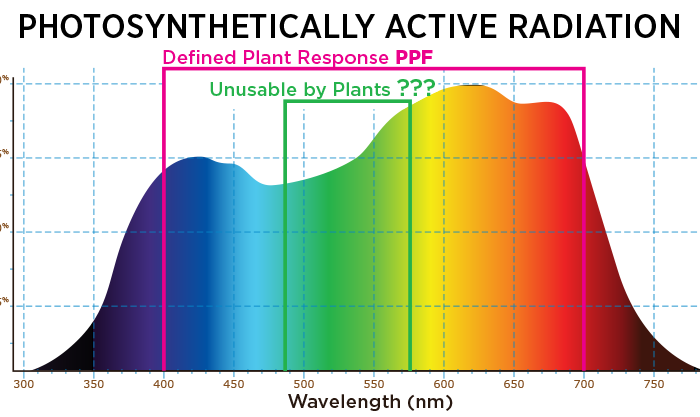 PHOTOSYNTHETICALLY ACTIVE RADIATION
Defined Plant Response PPF
Unusable by Plants ???
300 350 400 450 500 550 600 650 700 750
Wavelength (nm)